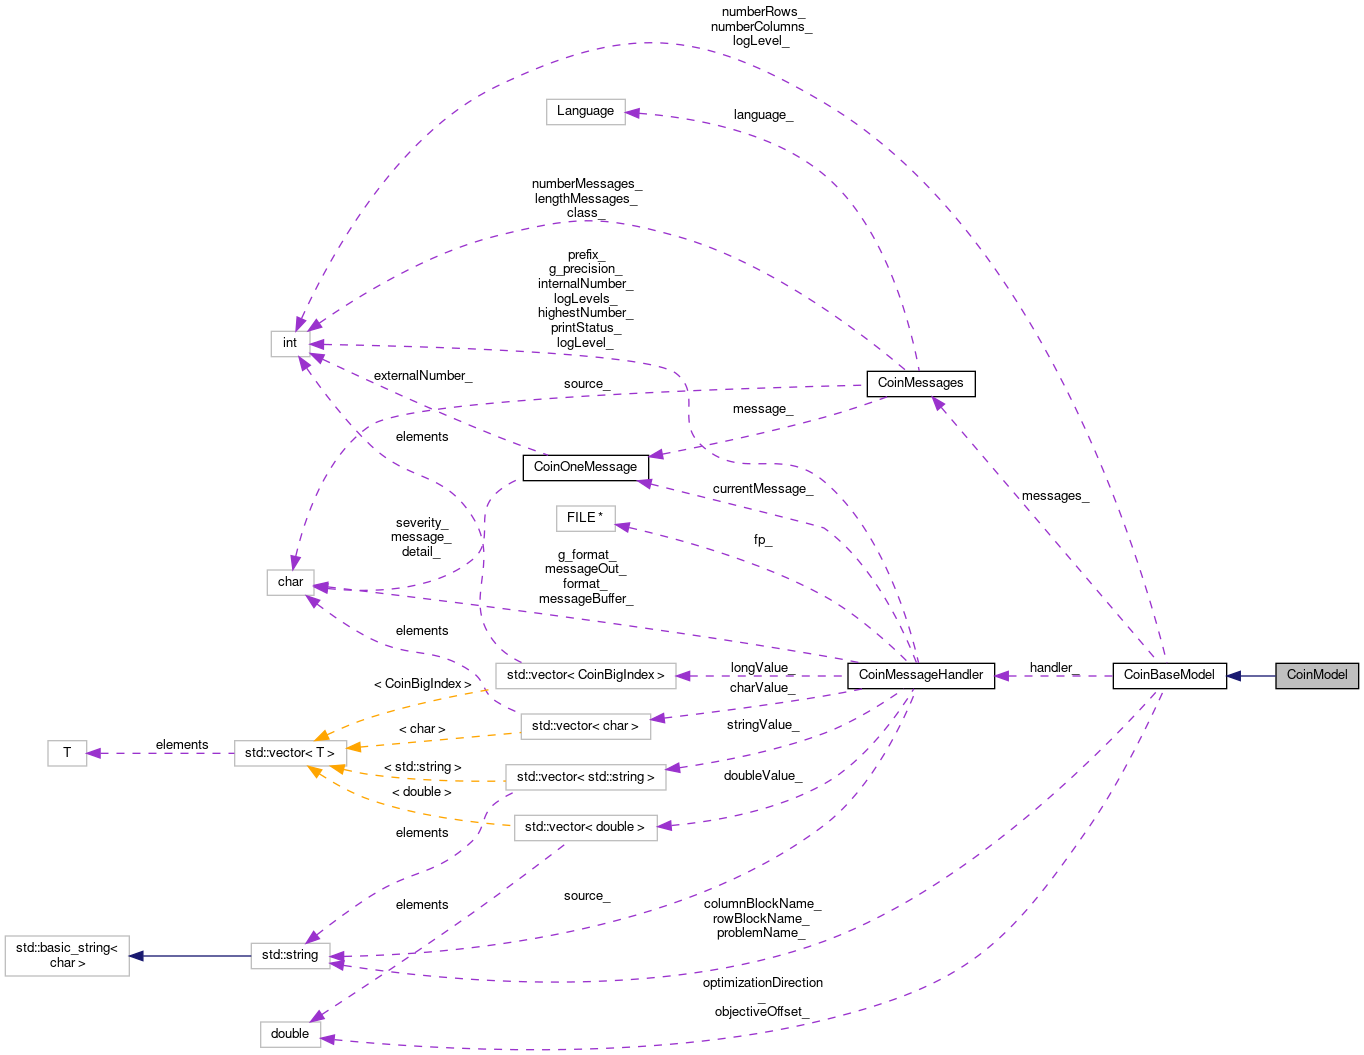 numberRows_
numberColumns_
logLevel_
Language
language_
numberMessages_
lengthMessages_
class_
prefix_
g_precision_
internalNumber_
logLevels_
highestNumber_
printStatus_
logLevel_
int
externalNumber_
source_
CoinMessages
message_
elements
CoinOneMessage
currentMessage_
messages_
FILE *
severity_
message_
detail_
fp_
g_format_
messageOut_
format_
messageBuffer_
char
elements
std::vector< CoinBigIndex >
longValue_
CoinMessageHandler
handler_
CoinBaseModel
CoinModel
< CoinBigIndex >
charValue_
std::vector< char >
< char >
stringValue_
T
elements
std::vector< T >
< std::string >
std::vector< std::string >
doubleValue_
< double >
std::vector< double >
elements
elements
source_
columnBlockName_
rowBlockName_
problemName_
std::basic_string<
char >
std::string
optimizationDirection
_
objectiveOffset_
double